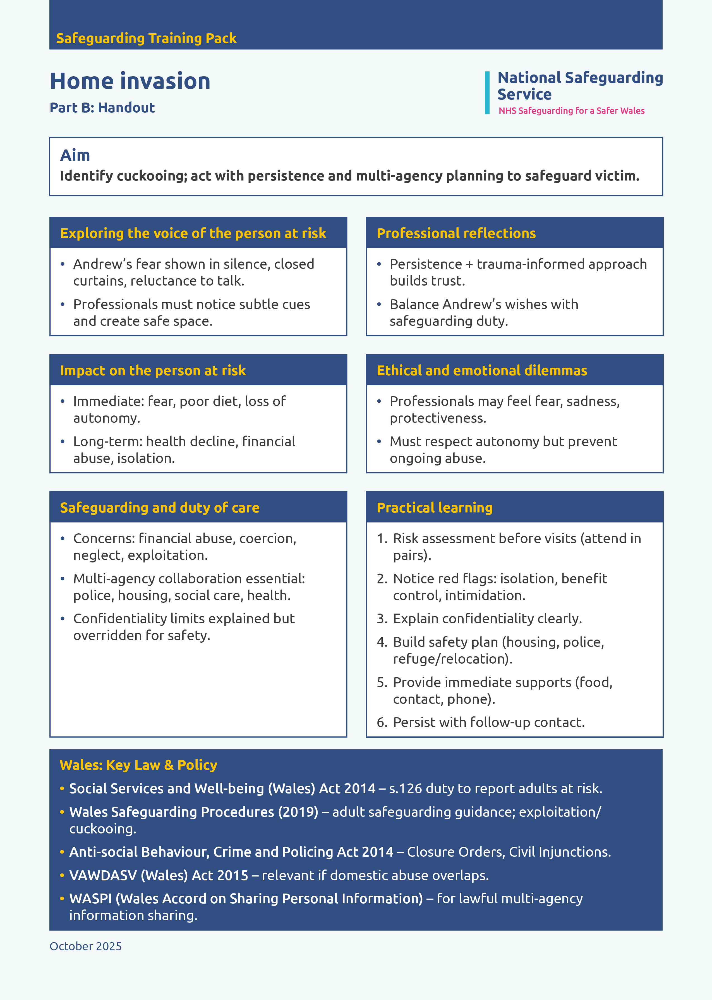 Safeguarding Training Pack
Home invasion
Part B: Handout
National Safeguarding
Service
NHS Safeguarding for a Safer Wales
Aim
Identify cuckooing; act with persistence and multi-agency planning to safeguard victim.
Exploring the voice of the person at risk
• Andrew’s fear shown in silence, closed
curtains, reluctance to talk.
• Professionals must notice subtle cues
and create safe space.
Professional reflections
• Persistence + trauma-informed approach
builds trust.
• Balance Andrew’s wishes with
safeguarding duty.
Impact on the person at risk
• Immediate: fear, poor diet, loss of
autonomy.
• Long-term: health decline, financial
abuse, isolation.
Ethical and emotional dilemmas
• Professionals may feel fear, sadness,
protectiveness.
• Must respect autonomy but prevent
ongoing abuse.
Safeguarding and duty of care
• Concerns: financial abuse, coercion,
neglect, exploitation.
• Multi-agency collaboration essential:
police, housing, social care, health.
• Confidentiality limits explained but
overridden for safety.
Practical learning
1. Risk assessment before visits (attend in
pairs).
2. Notice red flags: isolation, benefit
control, intimidation.
3. Explain confidentiality clearly.
4. Build safety plan (housing, police,
refuge/relocation).
5. Provide immediate supports (food,
contact, phone).
6. Persist with follow-up contact.
Wales: Key Law & Policy
• Social Services and Well-being (Wales) Act 2014 – s.126 duty to report adults at risk.
• Wales Safeguarding Procedures (2019) – adult safeguarding guidance; exploitation/
cuckooing.
• Anti-social Behaviour, Crime and Policing Act 2014 – Closure Orders, Civil Injunctions.
• VAWDASV (Wales) Act 2015 – relevant if domestic abuse overlaps.
• WASPI (Wales Accord on Sharing Personal Information) – for lawful multi-agency
information sharing.
October 2025